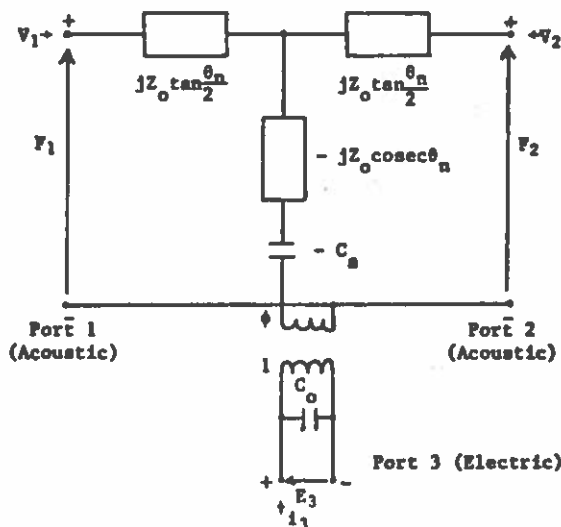 V₁→ + + ←V₂
jZₒtan θₙ/2 jZₒtan θₙ/2
F₁ - jZₒcosecθₙ F₂
- Cₛ
Port 1 - ϕ Port 2 -
(Acoustic) (Acoustic)
1
Cₒ
Port 3 (Electric)
+ -
E₃
i₃